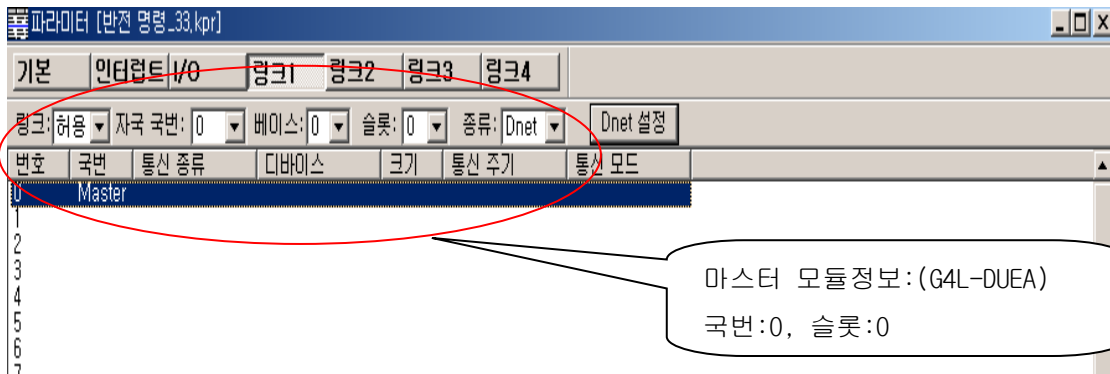 파라미터 [반전 명령_33.kpr]
기본 인터럽트 I/O 링크1 링크2 링크3 링크4
링크: 허용 자국 국번: 0 베이스: 0 슬롯: 0 종류: Dnet Dnet 설정
번호 국번 통신 종류 디바이스 크기 통신 주기 통신 모드
0 Master
1
2
3
4
5
6
7
마스터 모듈정보:(G4L-DUEA)
국번:0, 슬롯:0